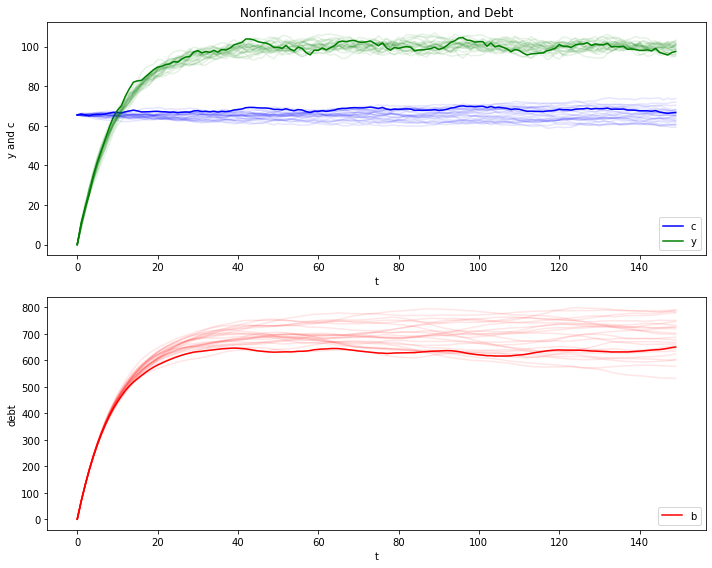 Nonfinancial Income, Consumption, and Debt
y and c
100
80
60
40
20
0
c
y
0 20 40 60 80 100 120 140
t
debt
800
700
600
500
400
300
200
100
0
b
0 20 40 60 80 100 120 140
t